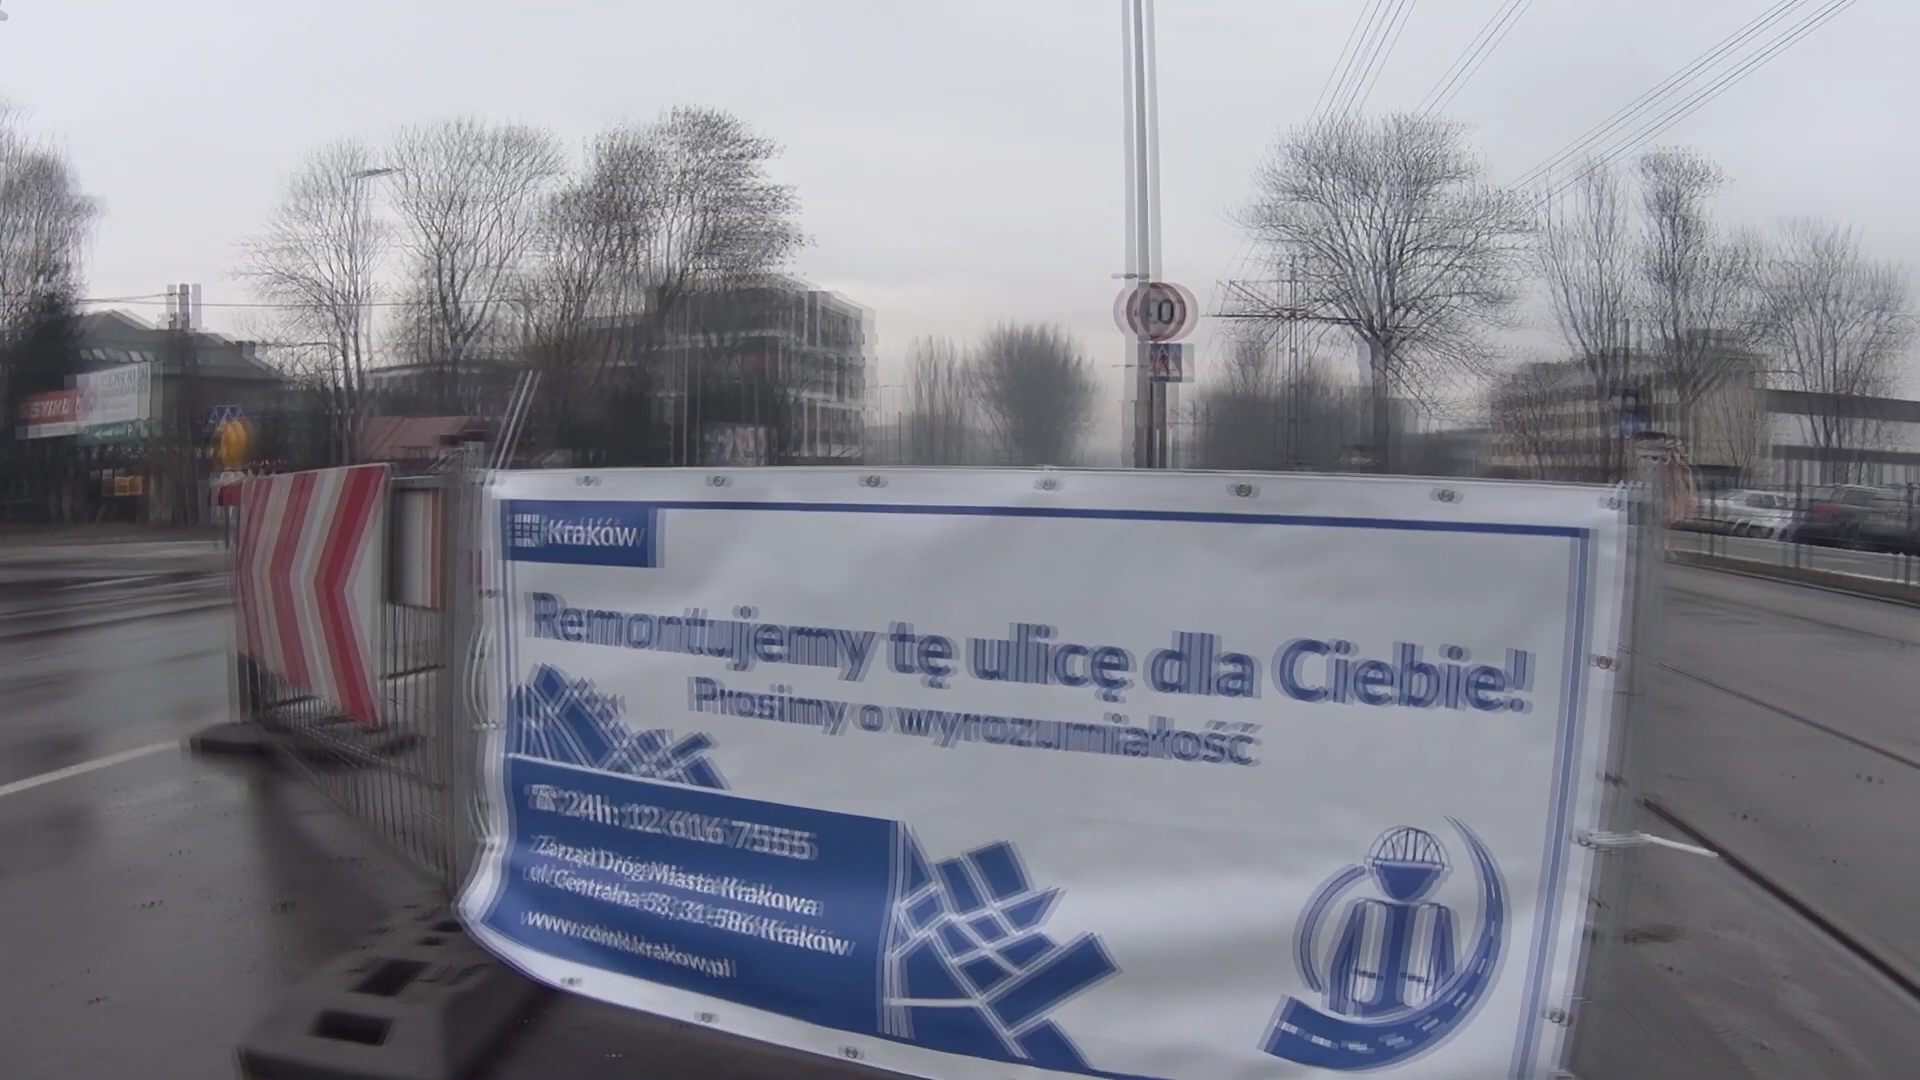 40
Kraków
Remontujemy tę ulicę dla Ciebie!
Prosimy o wyrozumiałość
24h: 12 616 7555
Zarząd Dróg Miasta Krakowa
ul. Centralna 53, 31-586 Kraków
www.zdmk.krakow.pl